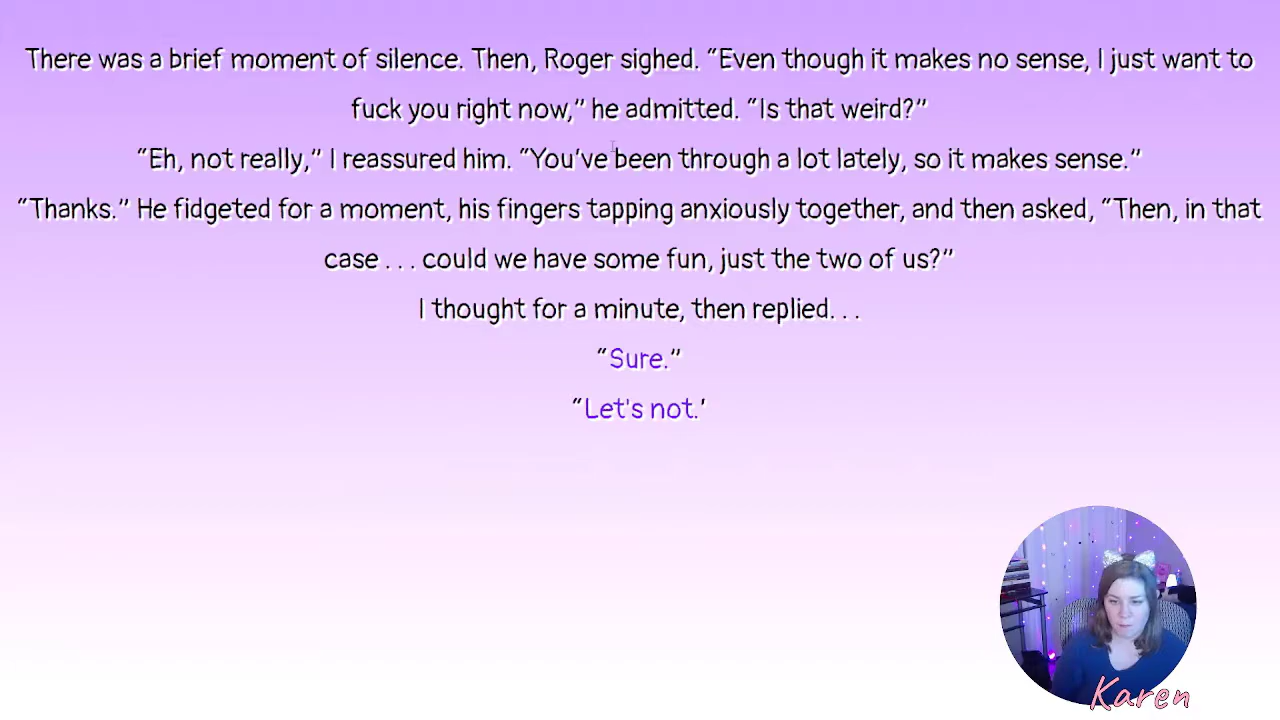 There was a brief moment of silence. Then, Roger sighed. “Even though it makes no sense, I just want to
fuck you right now,” he admitted. “Is that weird?”
“Eh, not really,” I reassured him. “You’ve been through a lot lately, so it makes sense.”
“Thanks.” He fidgeted for a moment, his fingers tapping anxiously together, and then asked, “Then, in that
case . . . could we have some fun, just the two of us?”
I thought for a minute, then replied. . .
“Sure.”
“Let's not.’
Karen